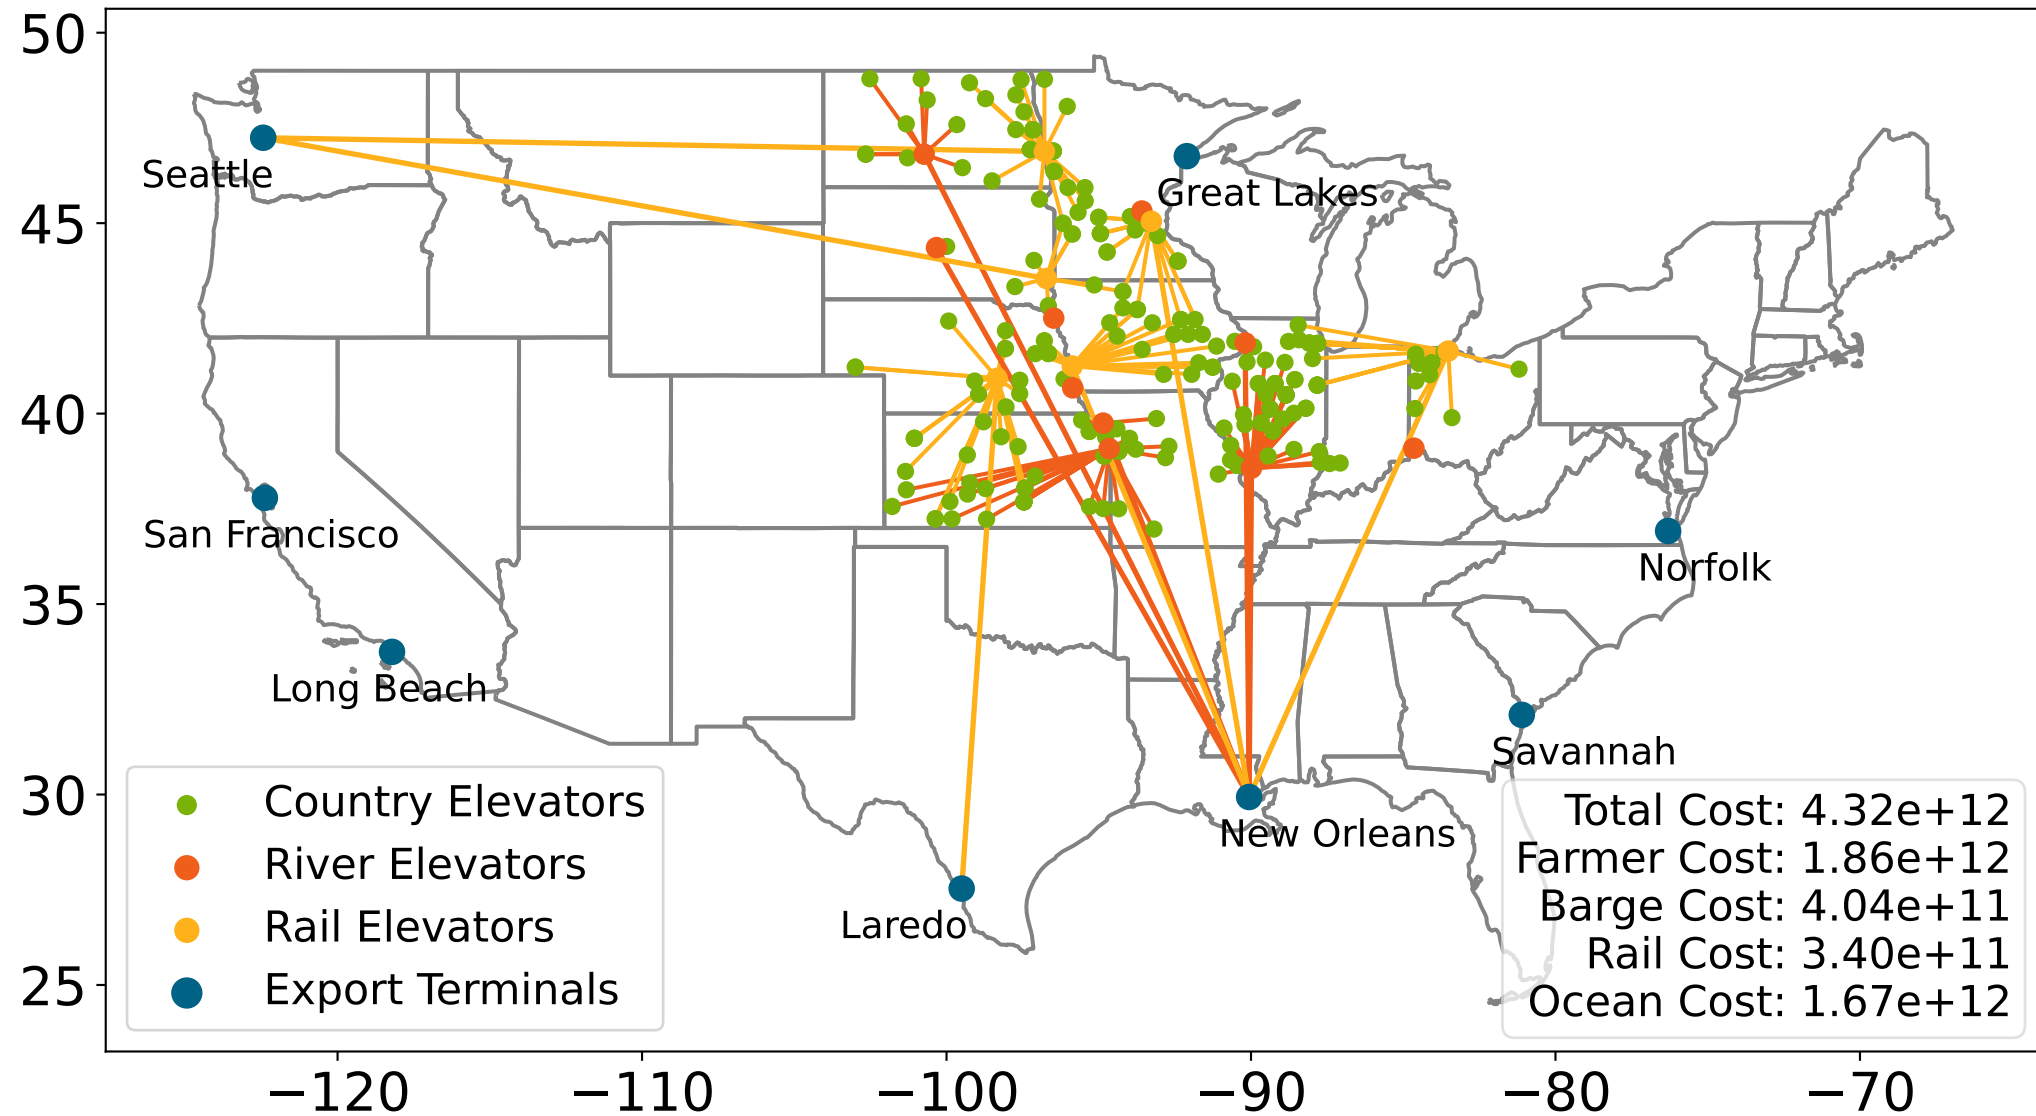 50
45
40
35
30
25
−120
−110
−100
−90
−80
−70
Seattle
Great Lakes
San Francisco
Norfolk
Long Beach
Savannah
New Orleans
Laredo
Country Elevators
River Elevators
Rail Elevators
Export Terminals
Total Cost: 4.32e+12
Farmer Cost: 1.86e+12
Barge Cost: 4.04e+11
Rail Cost: 3.40e+11
Ocean Cost: 1.67e+12